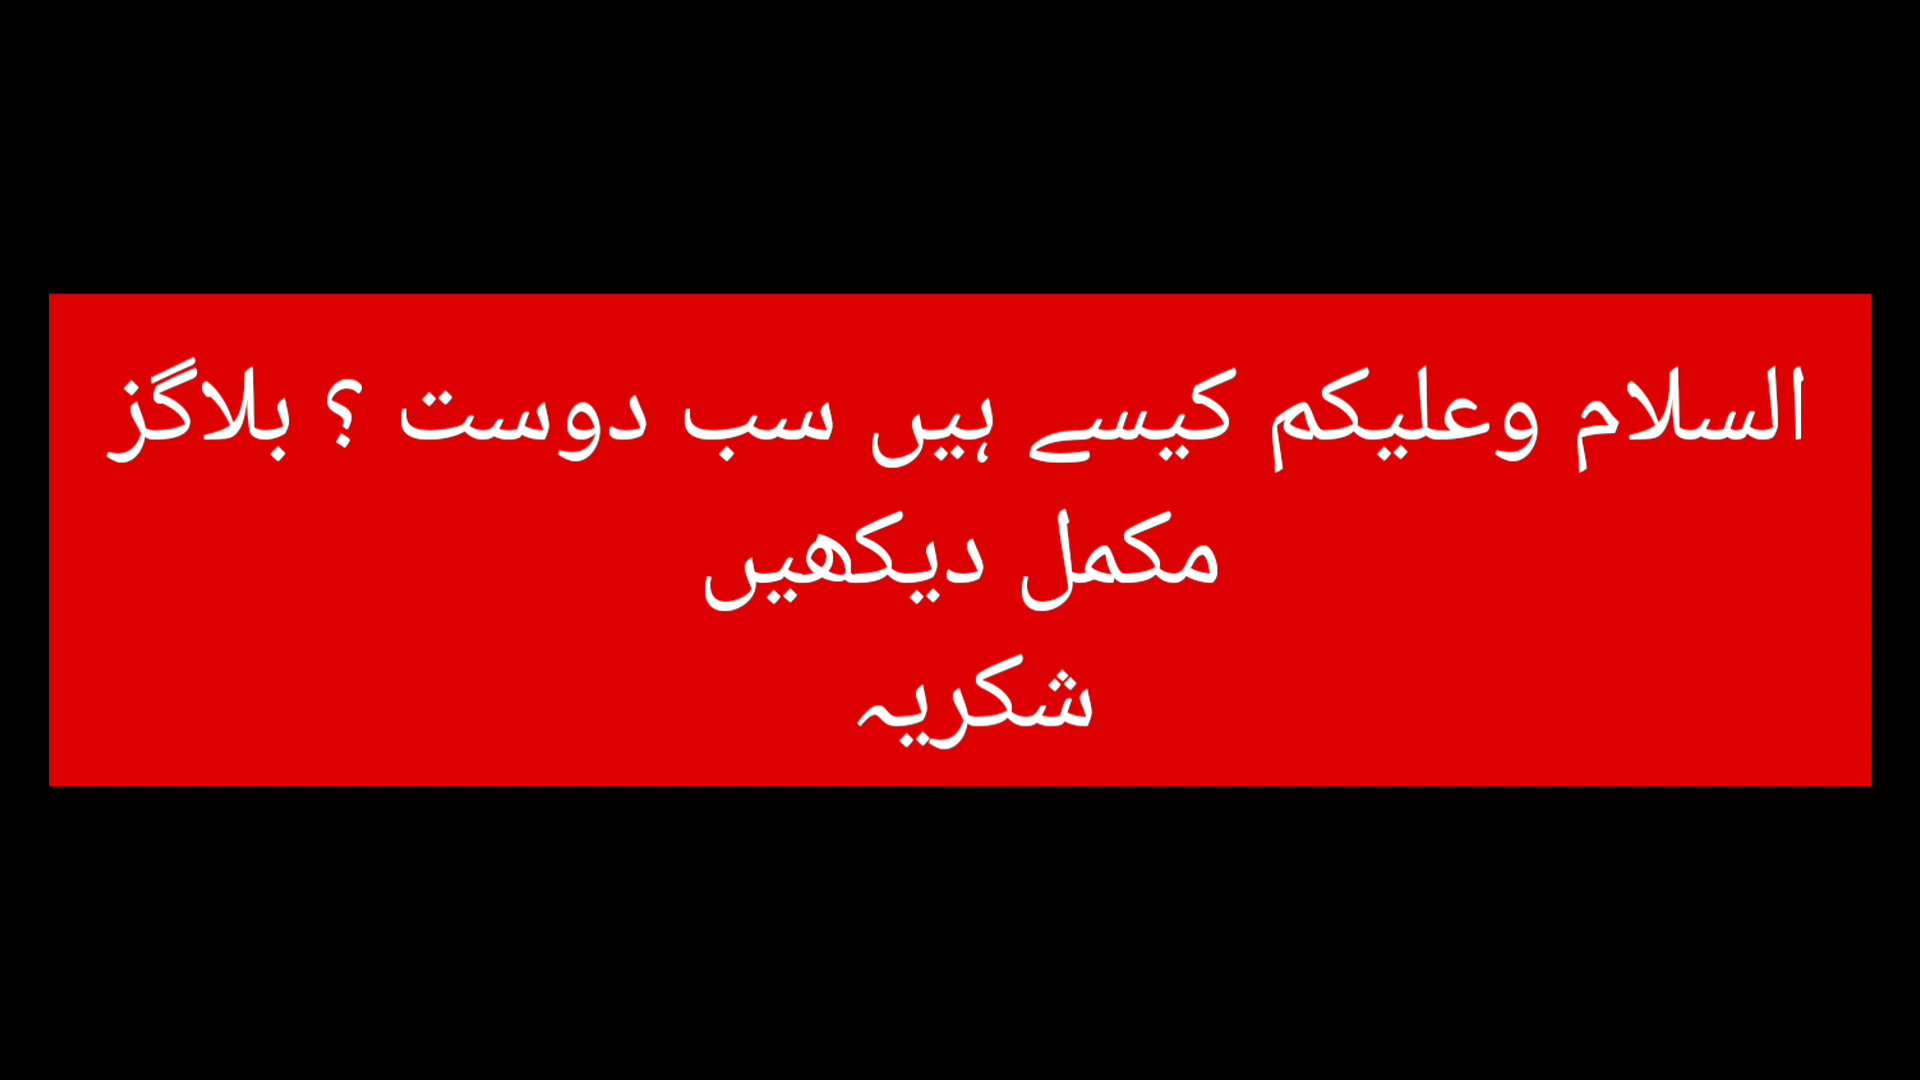 السلام وعلیکم کیسے ہیں سب دوست ؟ بلاگز
مکمل دیکھیں
شکریہ